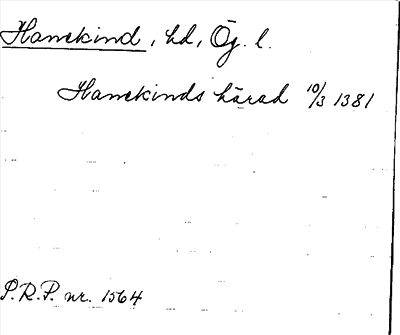 Hanekind, hd, Ög. l.
Hanekinds härad 10/3 1381
P.R.P. nr. 1564